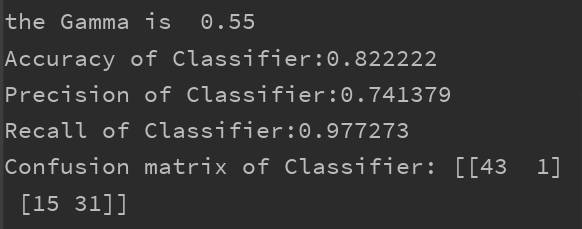 the Gamma is  0.55
Accuracy of Classifier:0.822222
Precision of Classifier:0.741379
Recall of Classifier:0.977273
Confusion matrix of Classifier: [[43  1]
 [15 31]]